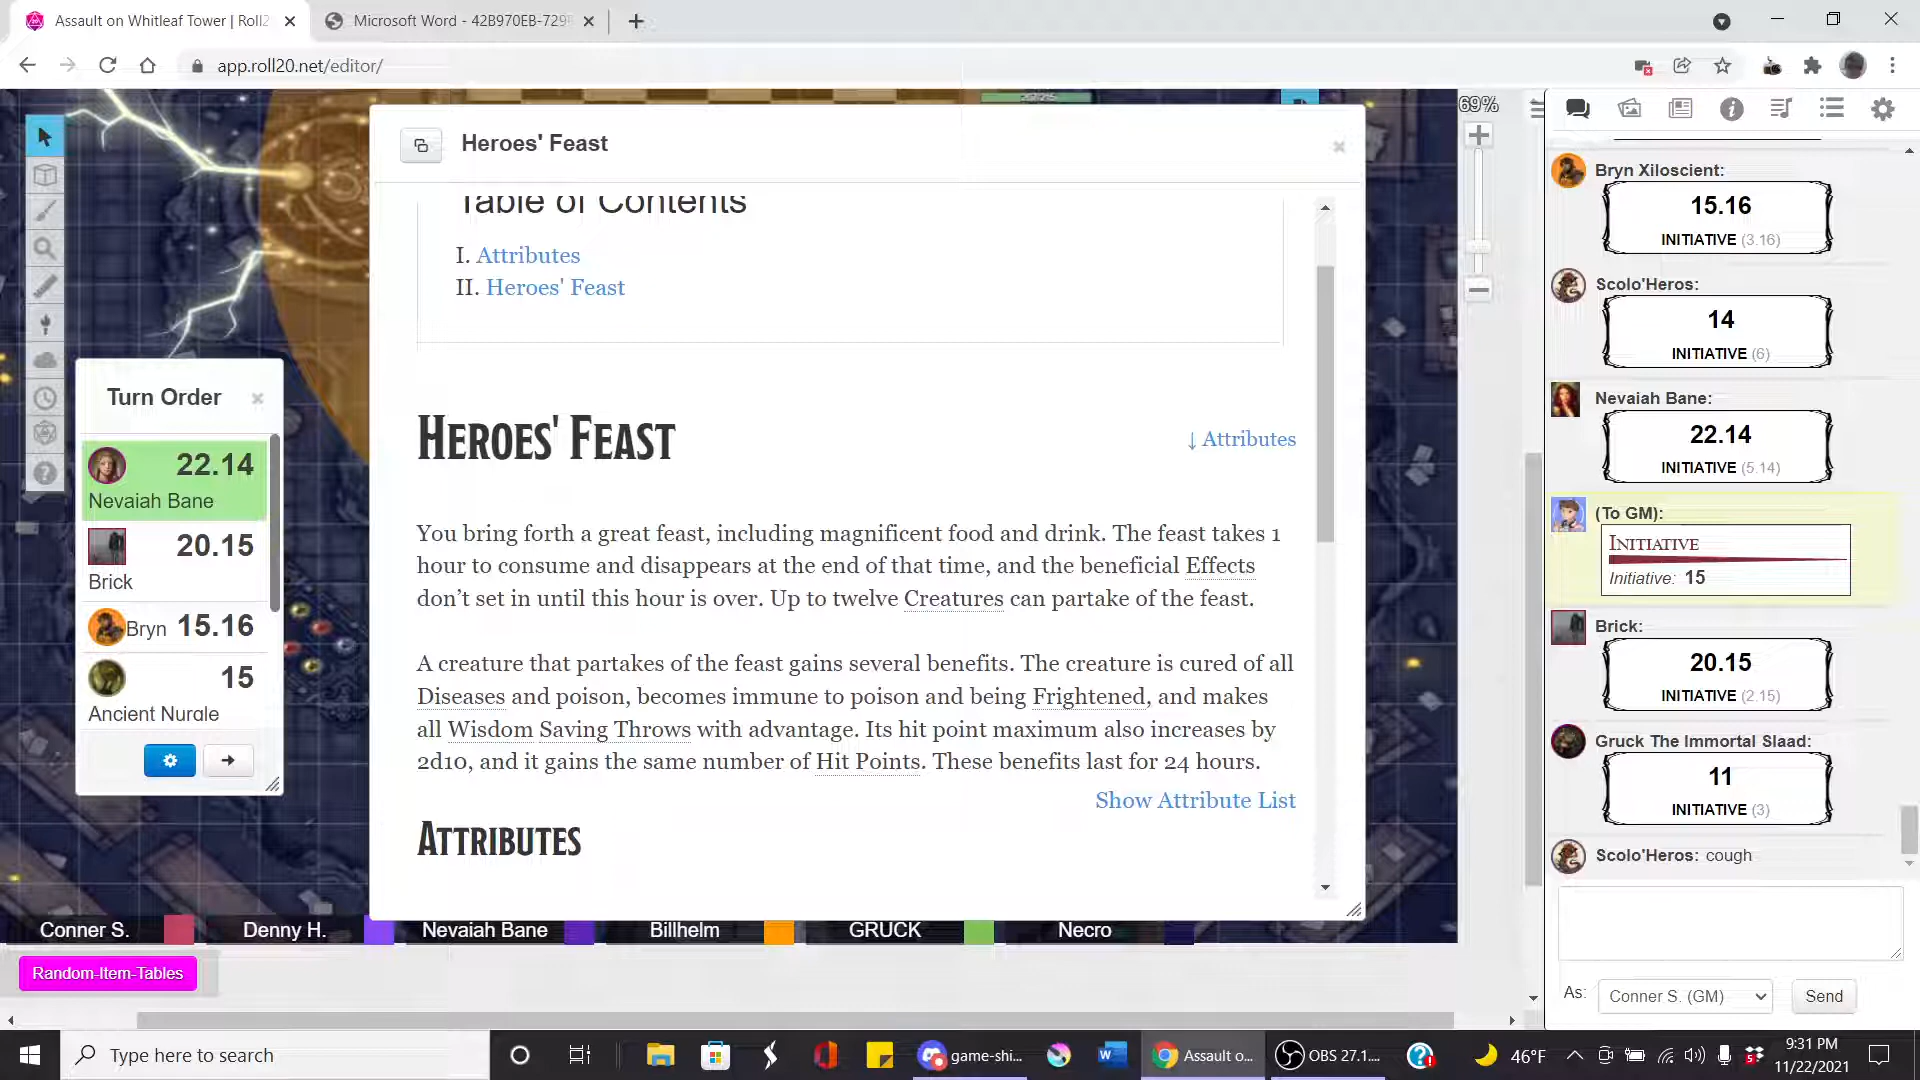 Assault on Whitleaf Tower | Roll2
Microsoft Word - 42B970EB-729F
app.roll20.net/editor/
69%
Heroes' Feast
Table of Contents
I. Attributes
II. Heroes' Feast
HEROES' FEAST
↓ Attributes
You bring forth a great feast, including magnificent food and drink. The feast takes 1
hour to consume and disappears at the end of that time, and the beneficial Effects
don’t set in until this hour is over. Up to twelve Creatures can partake of the feast.
A creature that partakes of the feast gains several benefits. The creature is cured of all
Diseases and poison, becomes immune to poison and being Frightened, and makes
all Wisdom Saving Throws with advantage. Its hit point maximum also increases by
2d10, and it gains the same number of Hit Points. These benefits last for 24 hours.
Show Attribute List
ATTRIBUTES
Turn Order
22.14
Nevaiah Bane
20.15
Brick
Bryn 15.16
15
Ancient Nurgle
Bryn Xiloscient:
15.16
INITIATIVE (3.16)
Scolo'Heros:
14
INITIATIVE (6)
Nevaiah Bane:
22.14
INITIATIVE (5.14)
(To GM):
INITIATIVE
Initiative: 15
Brick:
20.15
INITIATIVE (2.15)
Gruck The Immortal Slaad:
11
INITIATIVE (3)
Scolo'Heros: cough
As: Conner S. (GM) Send
Conner S. Denny H. Nevaiah Bane Billhelm GRUCK Necro
Random-Item-Tables
Type here to search
game-shi...
Assault o...
OBS 27.1....
46°F
9:31 PM
11/22/2021